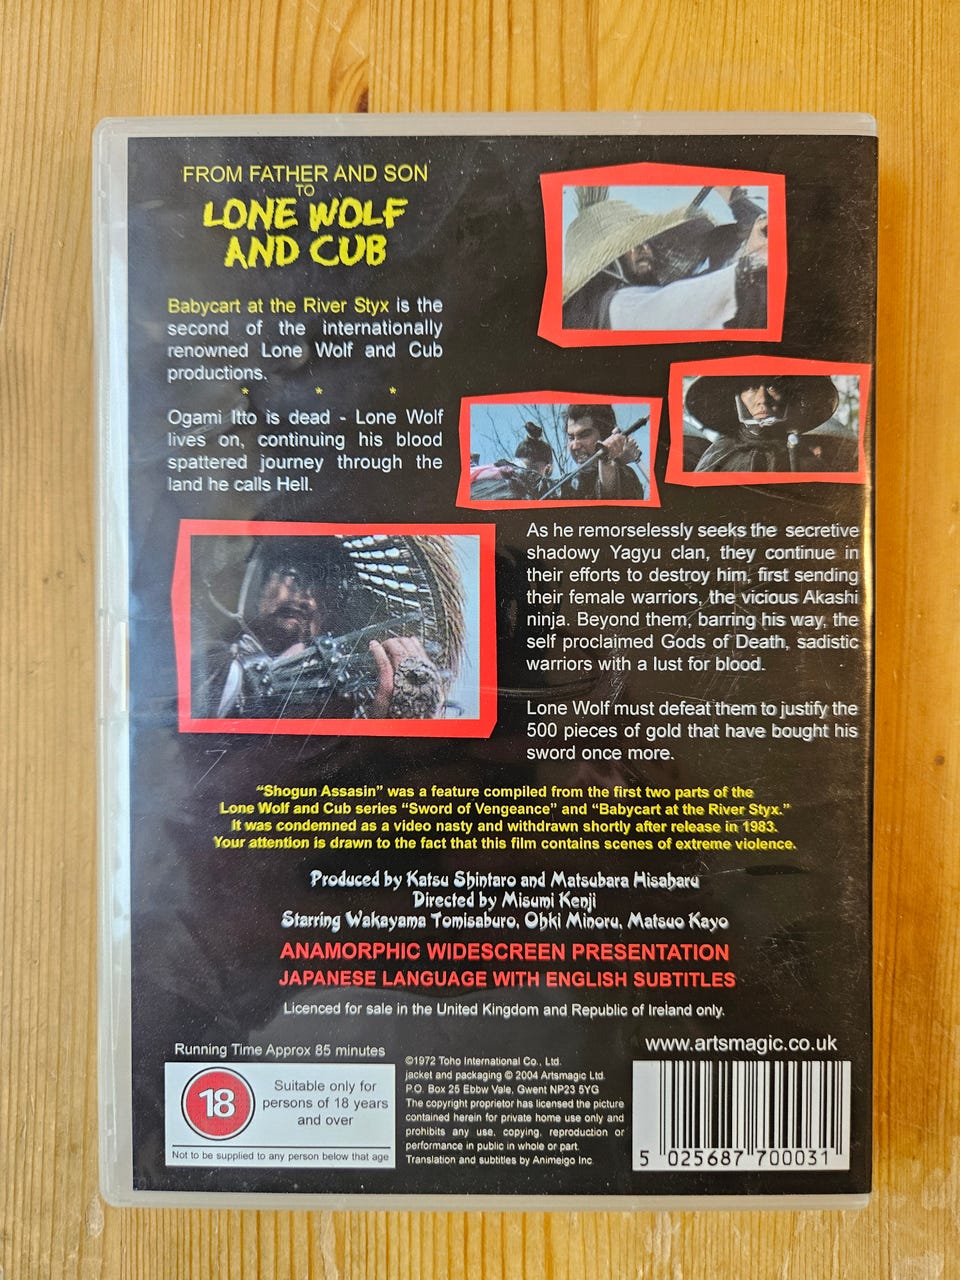 FROM FATHER AND SON
TO
LONE WOLF
AND CUB
Babycart at the River Styx is the
second of the internationally
renowned Lone Wolf and Cub
productions.
* * *
Ogami Itto is dead - Lone Wolf
lives on, continuing his blood
spattered journey through the
land he calls Hell.
As he remorselessly seeks the secretive
shadowy Yagyu clan, they continue in
their efforts to destroy him, first sending
their female warriors, the vicious Akashi
ninja. Beyond them, barring his way, the
self proclaimed Gods of Death, sadistic
warriors with a lust for blood.
Lone Wolf must defeat them to justify the
500 pieces of gold that have bought his
sword once more.
“Shogun Assasin” was a feature compiled from the first two parts of the
Lone Wolf and Cub series “Sword of Vengeance” and “Babycart at the River Styx.”
It was condemned as a video nasty and withdrawn shortly after release in 1983.
Your attention is drawn to the fact that this film contains scenes of extreme violence.
Produced by Katsu Shintaro and Matsubara Hisaharu
Directed by Misumi Kenji
Starring Wakayama Tomisaburo, Ohki Minoru, Matsuo Kayo
ANAMORPHIC WIDESCREEN PRESENTATION
JAPANESE LANGUAGE WITH ENGLISH SUBTITLES
Licenced for sale in the United Kingdom and Republic of Ireland only.
Running Time Approx 85 minutes
18
Suitable only for
persons of 18 years
and over
Not to be supplied to any person below that age
©1972 Toho International Co., Ltd.
jacket and packaging © 2004 Artsmagic Ltd.
P.O. Box 25 Ebbw Vale, Gwent NP23 5YG
The copyright proprietor has licensed the picture
contained herein for private home use only and
prohibits any use, copying, reproduction or
performance in public in whole or part.
Translation and subtitles by Animeigo Inc.
www.artsmagic.co.uk
5 025687 700031